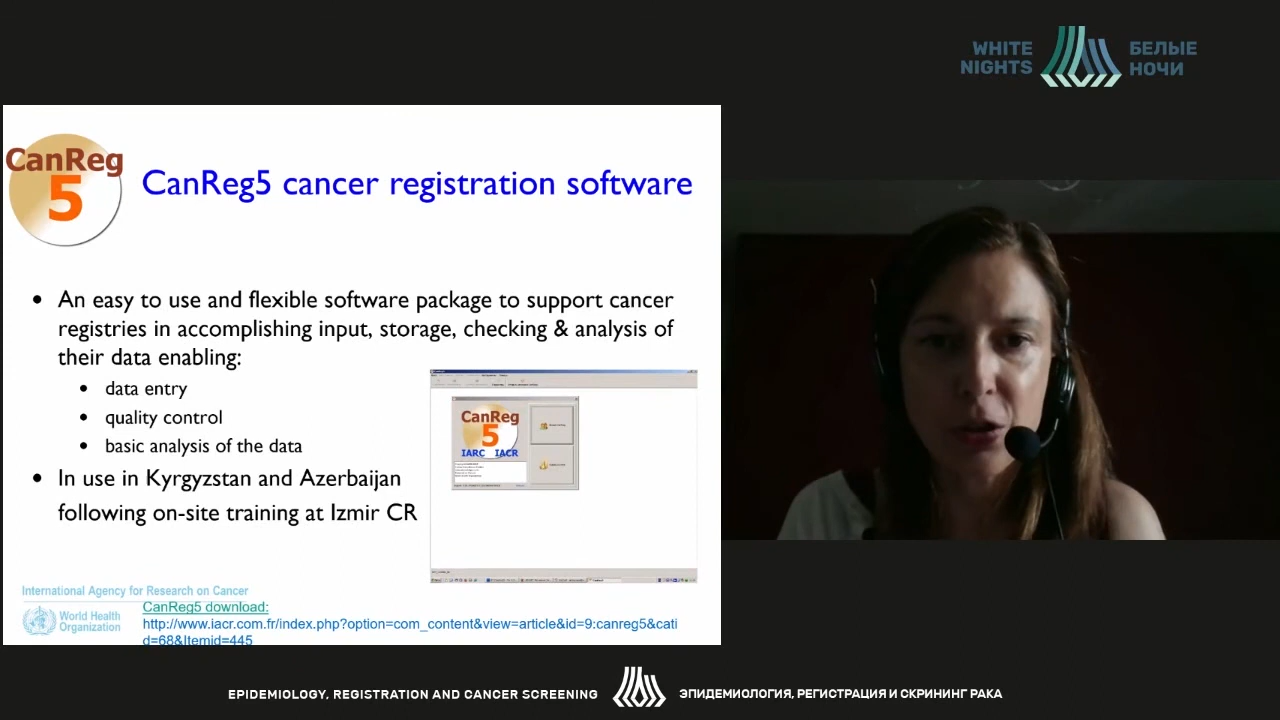 WHITE NIGHTS
БЕЛЫЕ НОЧИ
CanReg
5
CanReg5 cancer registration software
• An easy to use and flexible software package to support cancer
registries in accomplishing input, storage, checking & analysis of
their data enabling:
• data entry
• quality control
• basic analysis of the data
• In use in Kyrgyzstan and Azerbaijan
following on-site training at Izmir CR
CanReg
5
IARC IACR
International Agency for Research on Cancer
World Health
Organization
CanReg5 download:
http://www.iacr.com.fr/index.php?option=com_content&view=article&id=9:canreg5&cati
d=68&Itemid=445
EPIDEMIOLOGY, REGISTRATION AND CANCER SCREENING
ЭПИДЕМИОЛОГИЯ, РЕГИСТРАЦИЯ И СКРИНИНГ РАКА